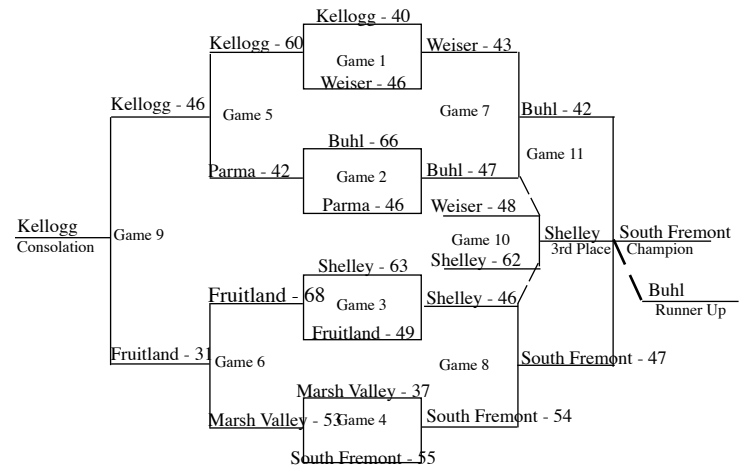 Kellogg - 40
Kellogg - 60
Weiser - 43
Game 1
Weiser - 46
Kellogg - 46
Game 5
Game 7
Buhl - 42
Buhl - 66
Game 11
Parma - 42
Game 2
Buhl - 47
Parma - 46
Weiser - 48
Kellogg
Consolation
Game 9
Game 10
Shelley
3rd Place
South Fremont
Champion
Shelley - 62
Shelley - 63
Fruitland - 68
Game 3
Shelley - 46
Buhl
Runner Up
Fruitland - 49
Fruitland - 31
Game 6
Game 8
South Fremont - 47
Marsh Valley - 37
Marsh Valley - 53
Game 4
South Fremont - 54
South Fremont - 55